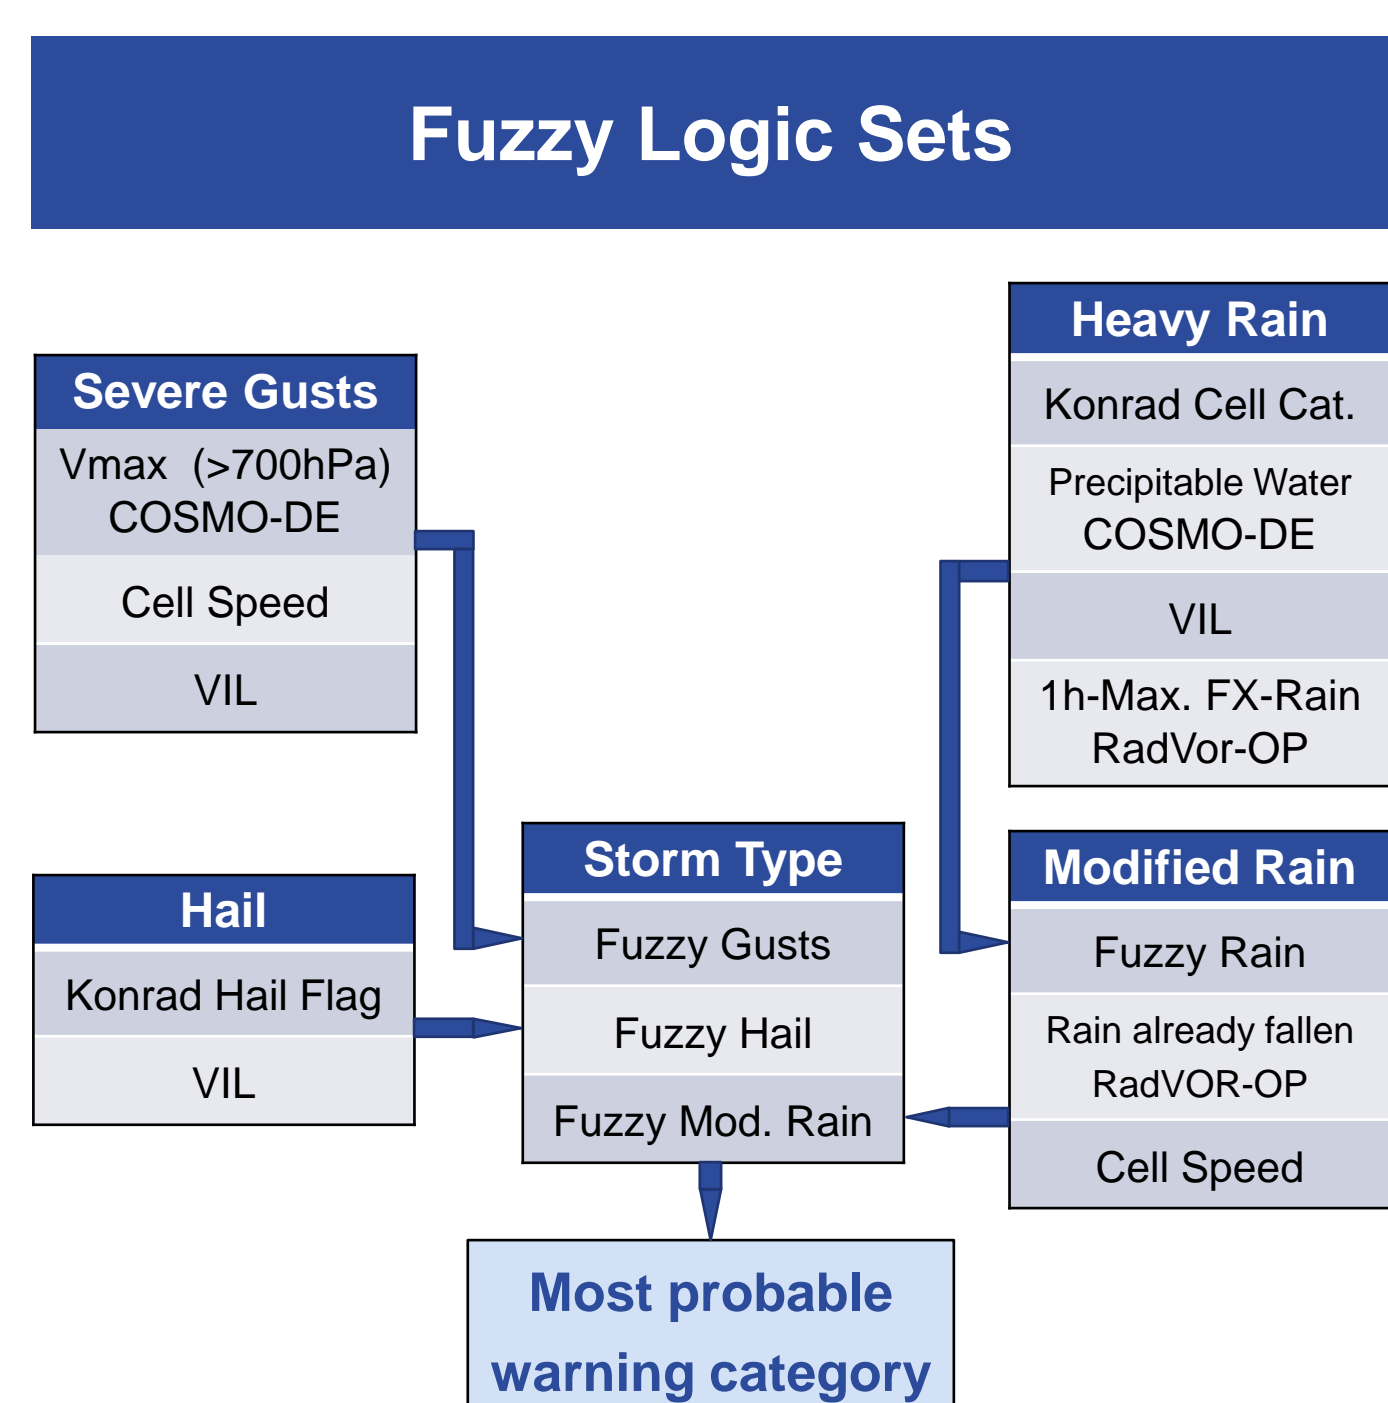 Fuzzy Logic Sets
Severe Gusts
Vmax (>700hPa)
COSMO-DE
Cell Speed
VIL
Heavy Rain
Konrad Cell Cat.
Precipitable Water
COSMO-DE
VIL
1h-Max. FX-Rain
RadVor-OP
Hail
Konrad Hail Flag
VIL
Storm Type
Fuzzy Gusts
Fuzzy Hail
Fuzzy Mod. Rain
Modified Rain
Fuzzy Rain
Rain already fallen
RadVOR-OP
Cell Speed
Most probable
warning category